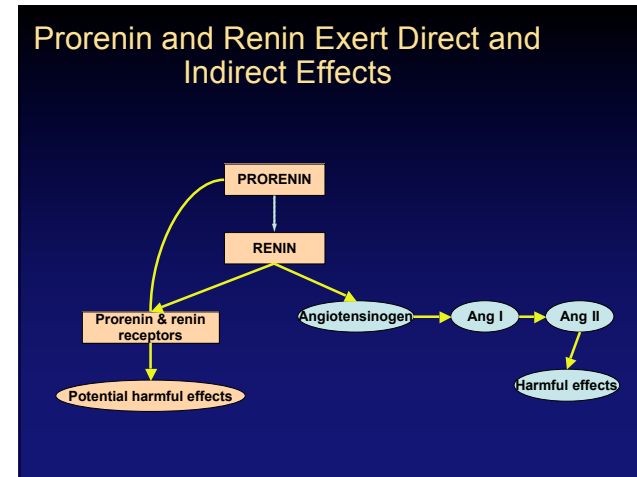 Prorenin and Renin Exert Direct and
Indirect Effects
PRORENIN
RENIN
Prorenin & renin
receptors
Angiotensinogen
Ang I
Ang II
Potential harmful effects
Harmful effects